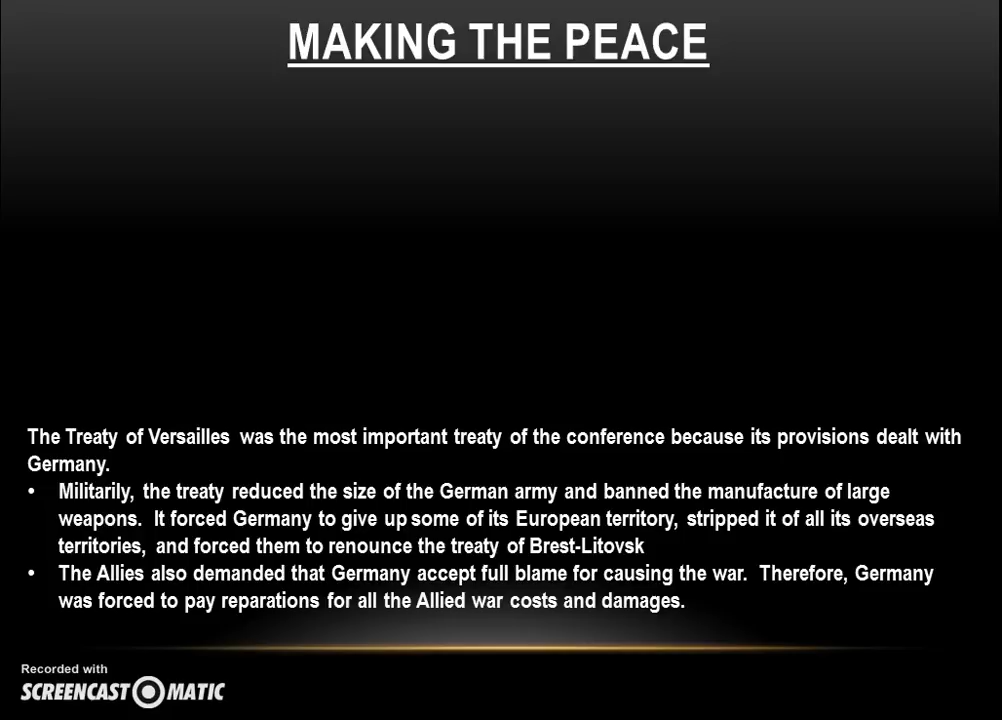 MAKING THE PEACE
The Treaty of Versailles was the most important treaty of the conference because its provisions dealt with
Germany.
• Militarily, the treaty reduced the size of the German army and banned the manufacture of large
weapons. It forced Germany to give up some of its European territory, stripped it of all its overseas
territories, and forced them to renounce the treaty of Brest-Litovsk
• The Allies also demanded that Germany accept full blame for causing the war. Therefore, Germany
was forced to pay reparations for all the Allied war costs and damages.
Recorded with
SCREENCAST-O-MATIC